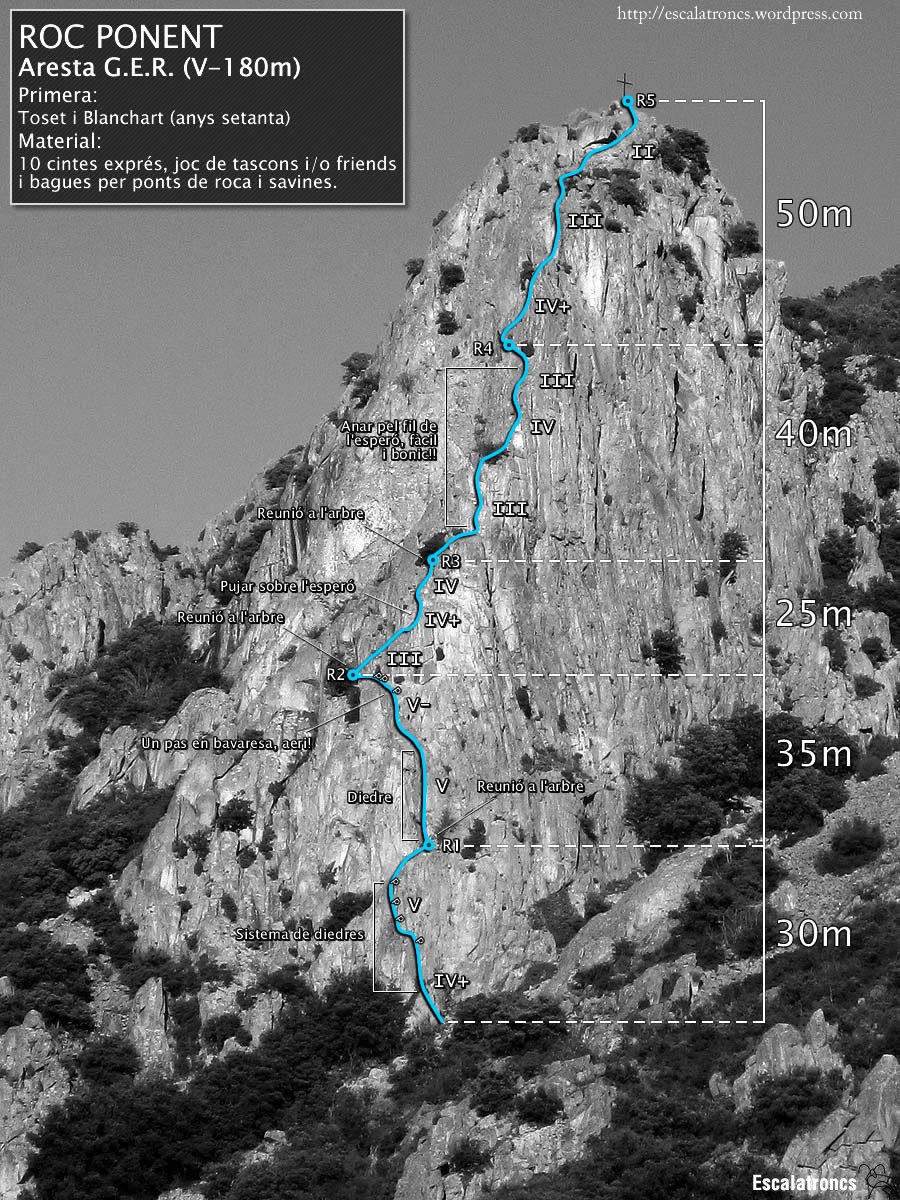 http://escalatroncs.wordpress.com
ROC PONENT
Aresta G.E.R. (V-180m)
Primera:
Toset i Blanchart (anys setanta)
Material:
10 cintes exprés, joc de tascons i/o friends
i bagues per ponts de roca i savines.
R5
II
50m
III
IV+
R4
III
Anar pel fil de
l'esperó, fàcil
i bonic!!
IV
40m
III
Reunió a l'arbre
R3
IV
Pujar sobre l'esperó
IV+
25m
Reunió a l'arbre
III
R2
V-
Un pas en bavaresa, aeri!
35m
V
Reunió a l'arbre
Diedre
R1
V
Sistema de diedres
30m
IV+
Escalatroncs